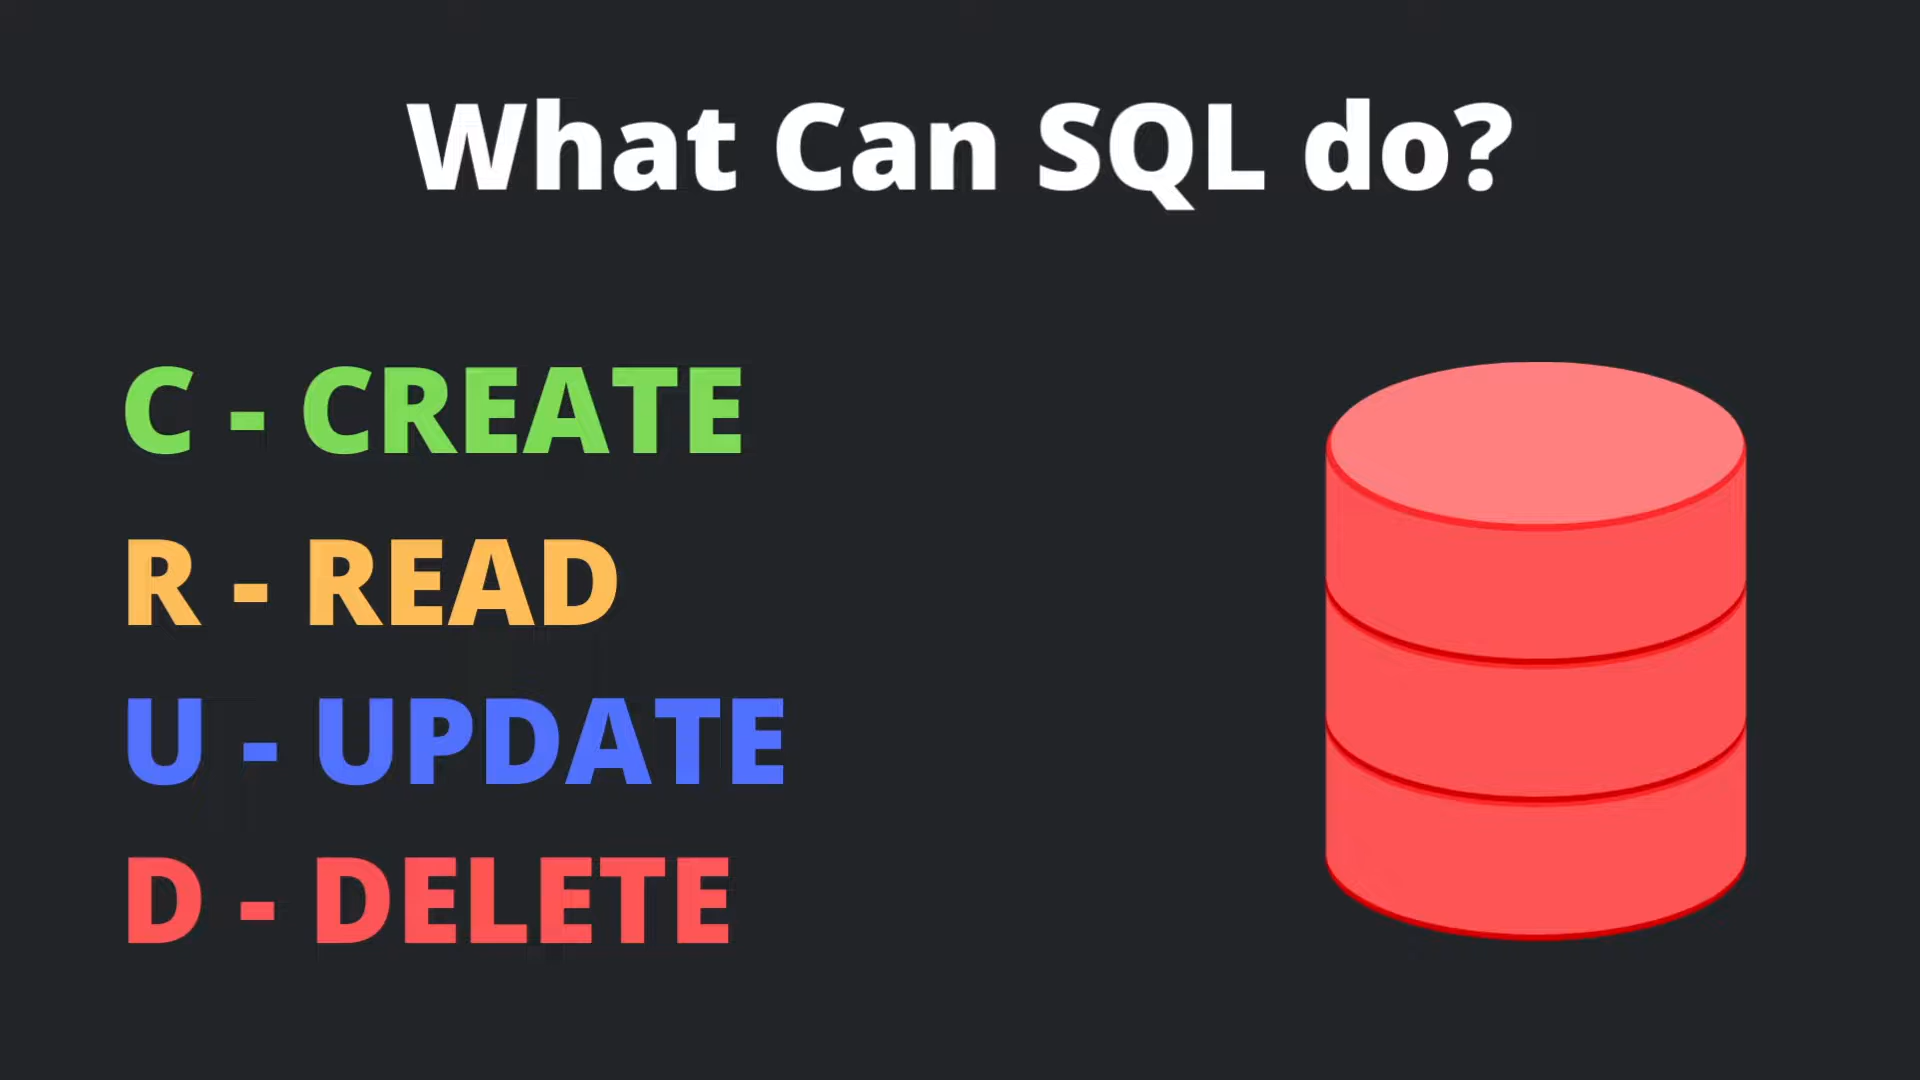 What Can SQL do?
C - CREATE
R - READ
U - UPDATE
D - DELETE